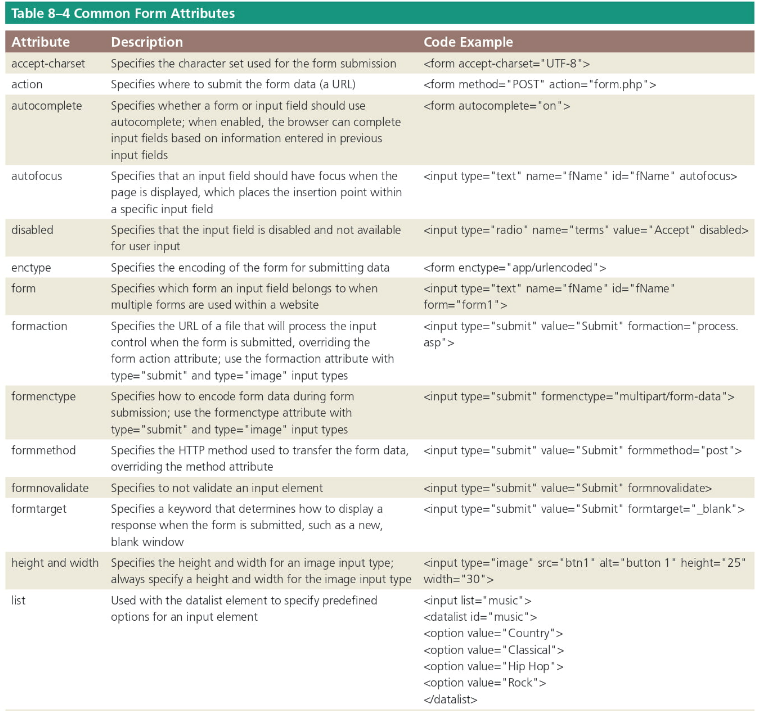 Table 8–4 Common Form Attributes
Attribute Description Code Example
accept-charset Specifies the character set used for the form submission <form accept-charset="UTF-8">
action Specifies where to submit the form data (a URL) <form method="POST" action="form.php">
autocomplete Specifies whether a form or input field should use <form autocomplete="on">
autocomplete; when enabled, the browser can complete
input fields based on information entered in previous
input fields
autofocus Specifies that an input field should have focus when the <input type="text" name="fName" id="fName" autofocus>
page is displayed, which places the insertion point within
a specific input field
disabled Specifies that the input field is disabled and not available <input type="radio" name="terms" value="Accept" disabled>
for user input
enctype Specifies the encoding of the form for submitting data <form enctype="app/urlencoded">
form Specifies which form an input field belongs to when <input type="text" name="fName" id="fName"
multiple forms are used within a website form="form1">
formaction Specifies the URL of a file that will process the input <input type="submit" value="Submit" formaction="process.
control when the form is submitted, overriding the asp">
form action attribute; use the formaction attribute with
type="submit" and type="image" input types
formenctype Specifies how to encode form data during form <input type="submit" formenctype="multipart/form-data">
submission; use the formenctype attribute with
type="submit" and type="image" input types
formmethod Specifies the HTTP method used to transfer the form data, <input type="submit" value="Submit" formmethod="post">
overriding the method attribute
formnovalidate Specifies to not validate an input element <input type="submit" value="Submit" formnovalidate>
formtarget Specifies a keyword that determines how to display a <input type="submit" value="Submit" formtarget="_blank">
response when the form is submitted, such as a new,
blank window
height and width Specifies the height and width for an image input type; <input type="image" src="btn1" alt="button 1" height="25"
always specify a height and width for the image input type width="30">
list Used with the datalist element to specify predefined <input list="music">
options for an input element <datalist id="music">
<option value="Country">
<option value="Classical">
<option value="Hip Hop">
<option value="Rock">
</datalist>